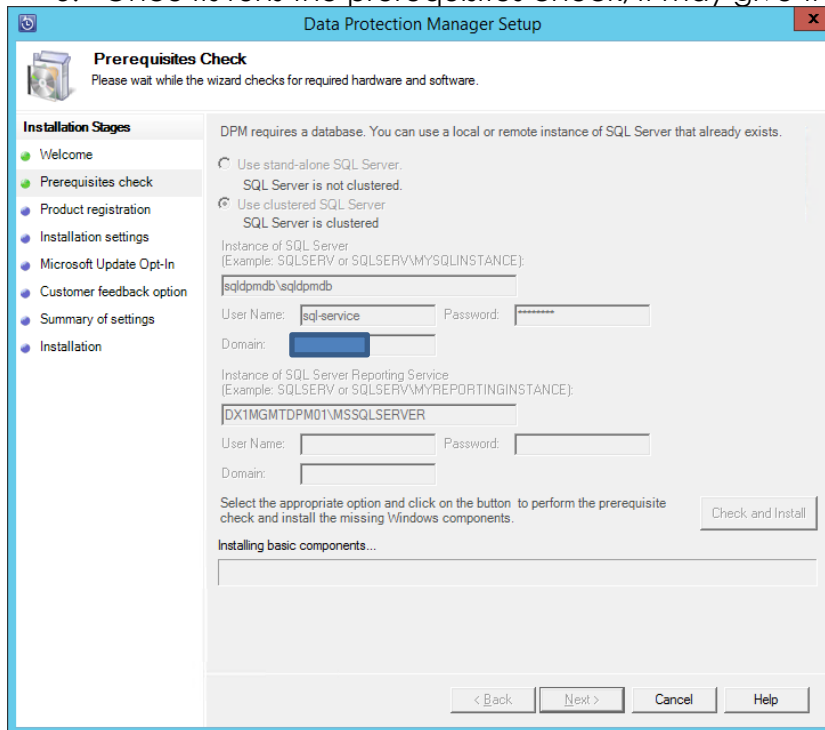 Data Protection Manager Setup
x
Prerequisites Check
Please wait while the wizard checks for required hardware and software.
Installation Stages
Welcome
Prerequisites check
Product registration
Installation settings
Microsoft Update Opt-In
Customer feedback option
Summary of settings
Installation
DPM requires a database. You can use a local or remote instance of SQL Server that already exists.
Use stand-alone SQL Server.
SQL Server is not clustered.
Use clustered SQL Server
SQL Server is clustered
Instance of SQL Server
(Example: SQLSERV or SQLSERV\MYSQLINSTANCE):
sqldpmdb\sqldpmdb
User Name: sql-service Password: ********
Domain:
Instance of SQL Server Reporting Service
(Example: SQLSERV or SQLSERV\MYREPORTINGINSTANCE):
DX1MGMTDPM01\MSSQLSERVER
User Name: Password:
Domain:
Select the appropriate option and click on the button to perform the prerequisite
check and install the missing Windows components.
Check and Install
Installing basic components...
< Back Next > Cancel Help